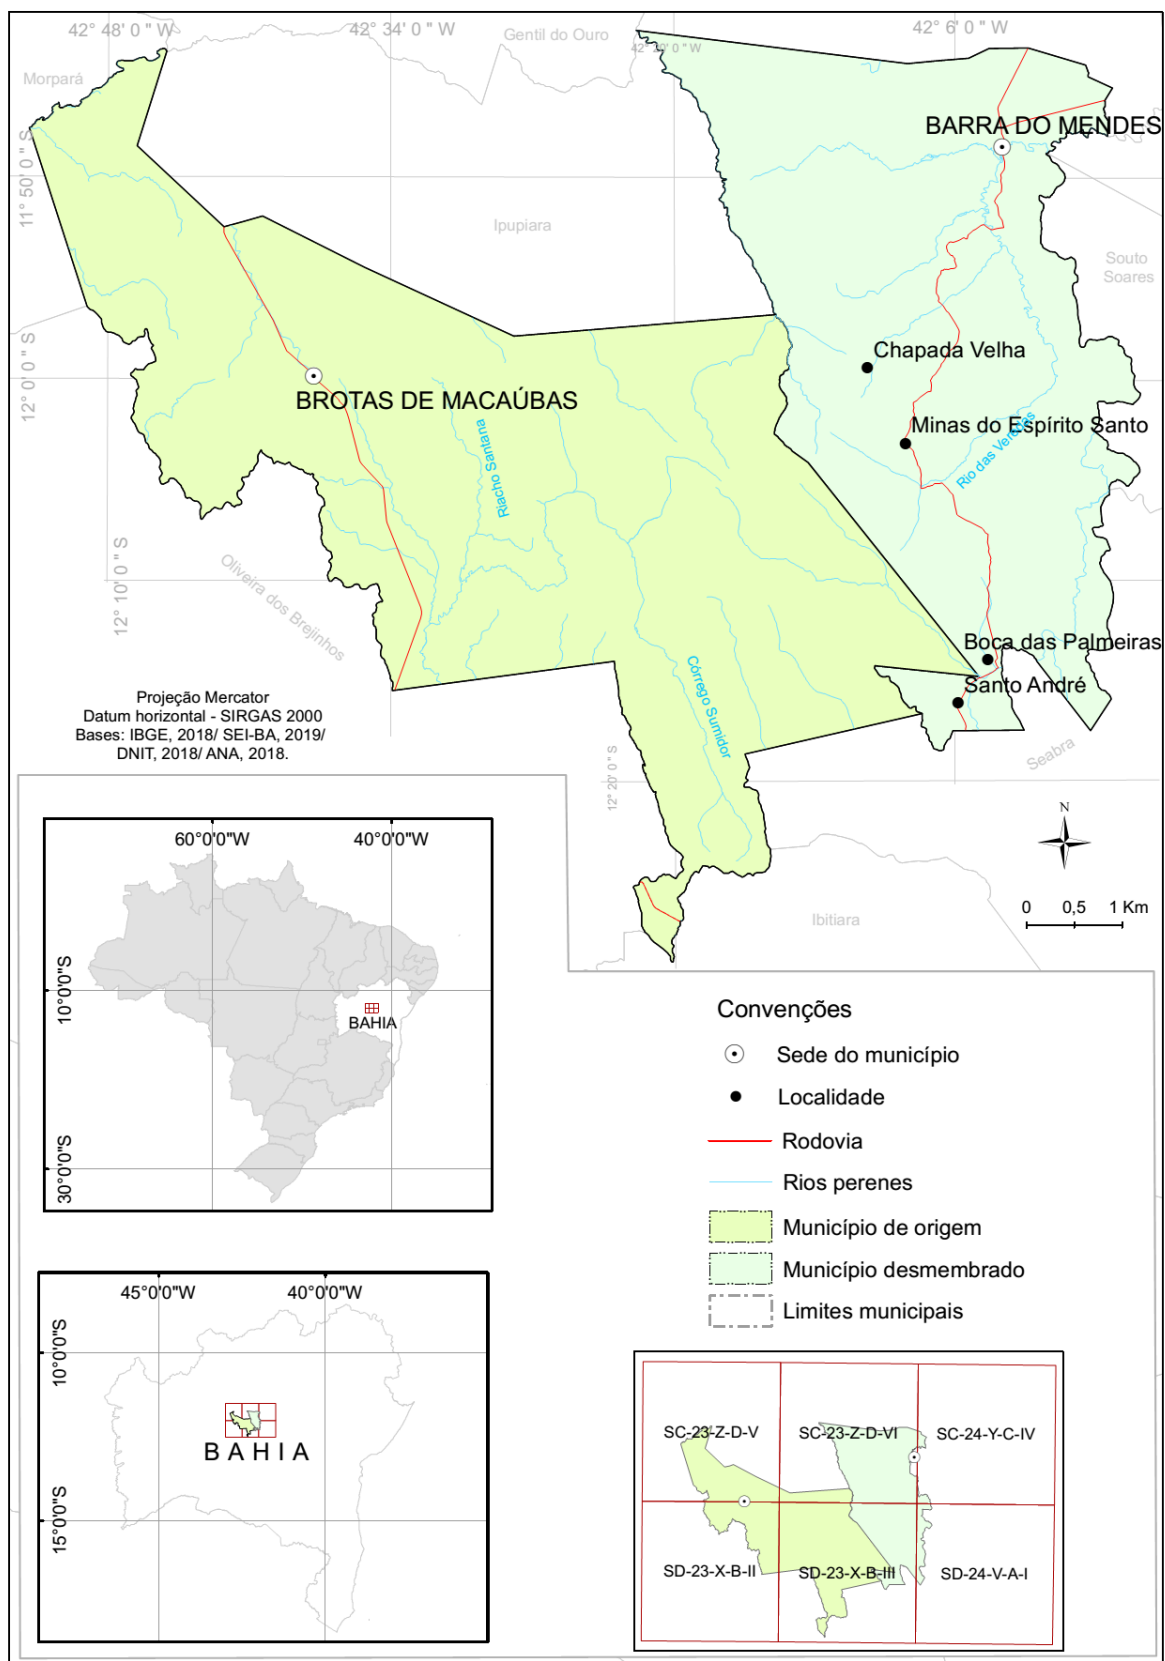 42° 48' 0" W
42° 34' 0" W
Gentil do Ouro
42° 20' 0" W
42° 6' 0" W
Morpará
BARRA DO MENDES
11° 50' 0" S
Ipupiara
Souto
Soares
Chapada Velha
12° 0' 0" S
BROTAS DE MACAÚBAS
Minas do Espírito Santo
Riacho Santana
Rio das Veredas
12° 10' 0" S
Oliveira dos Brejinhos
Boca das Palmeiras
Santo André
Córrego Sumidor
Seabra
Projeção Mercator
Datum horizontal - SIRGAS 2000
Bases: IBGE, 2018/ SEI-BA, 2019/
DNIT, 2018/ ANA, 2018.
12° 20' 0" S
N
0 0,5 1 Km
Ibitiara
60°0'0"W
40°0'0"W
10°0'0"S
BAHIA
30°0'0"S
Convenções
Sede do município
Localidade
Rodovia
Rios perenes
Município de origem
Município desmembrado
Limites municipais
45°0'0"W
40°0'0"W
10°0'0"S
BAHIA
15°0'0"S
SC-23-Z-D-V
SC-23-Z-D-VI
SC-24-Y-C-IV
SD-23-X-B-II
SD-23-X-B-III
SD-24-V-A-I